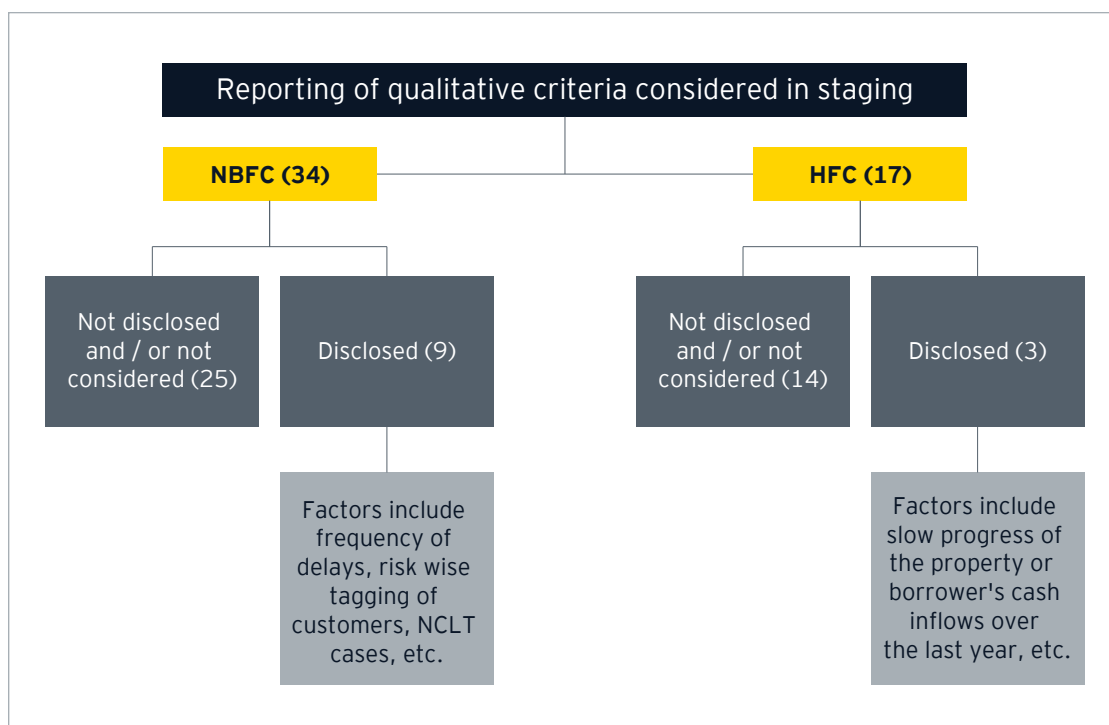 Reporting of qualitative criteria considered in staging
NBFC (34)
HFC (17)
Not disclosed
and / or not
considered (25)
Disclosed (9)
Not disclosed
and / or not
considered (14)
Disclosed (3)
Factors include
frequency of
delays, risk wise
tagging of
customers, NCLT
cases, etc.
Factors include
slow progress of
the property or
borrower's cash
inflows over
the last year, etc.